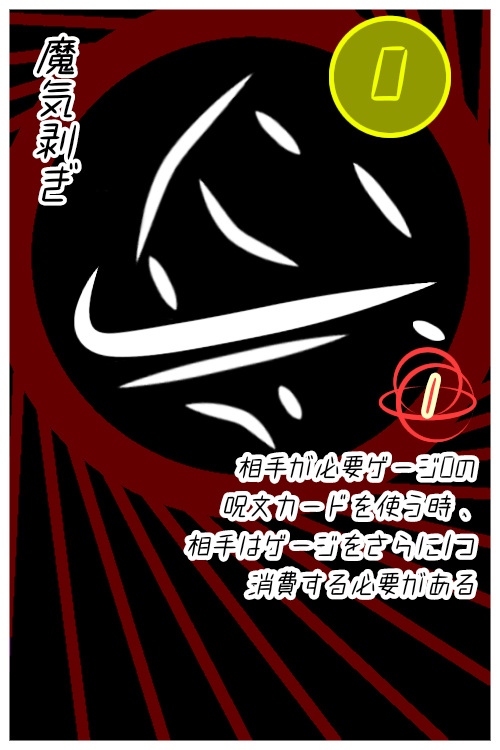 魔気剥ぎ
0
1
相手が必要ゲージ0の
呪文カードを使う時、
相手はゲージをさらに1つ
消費する必要がある